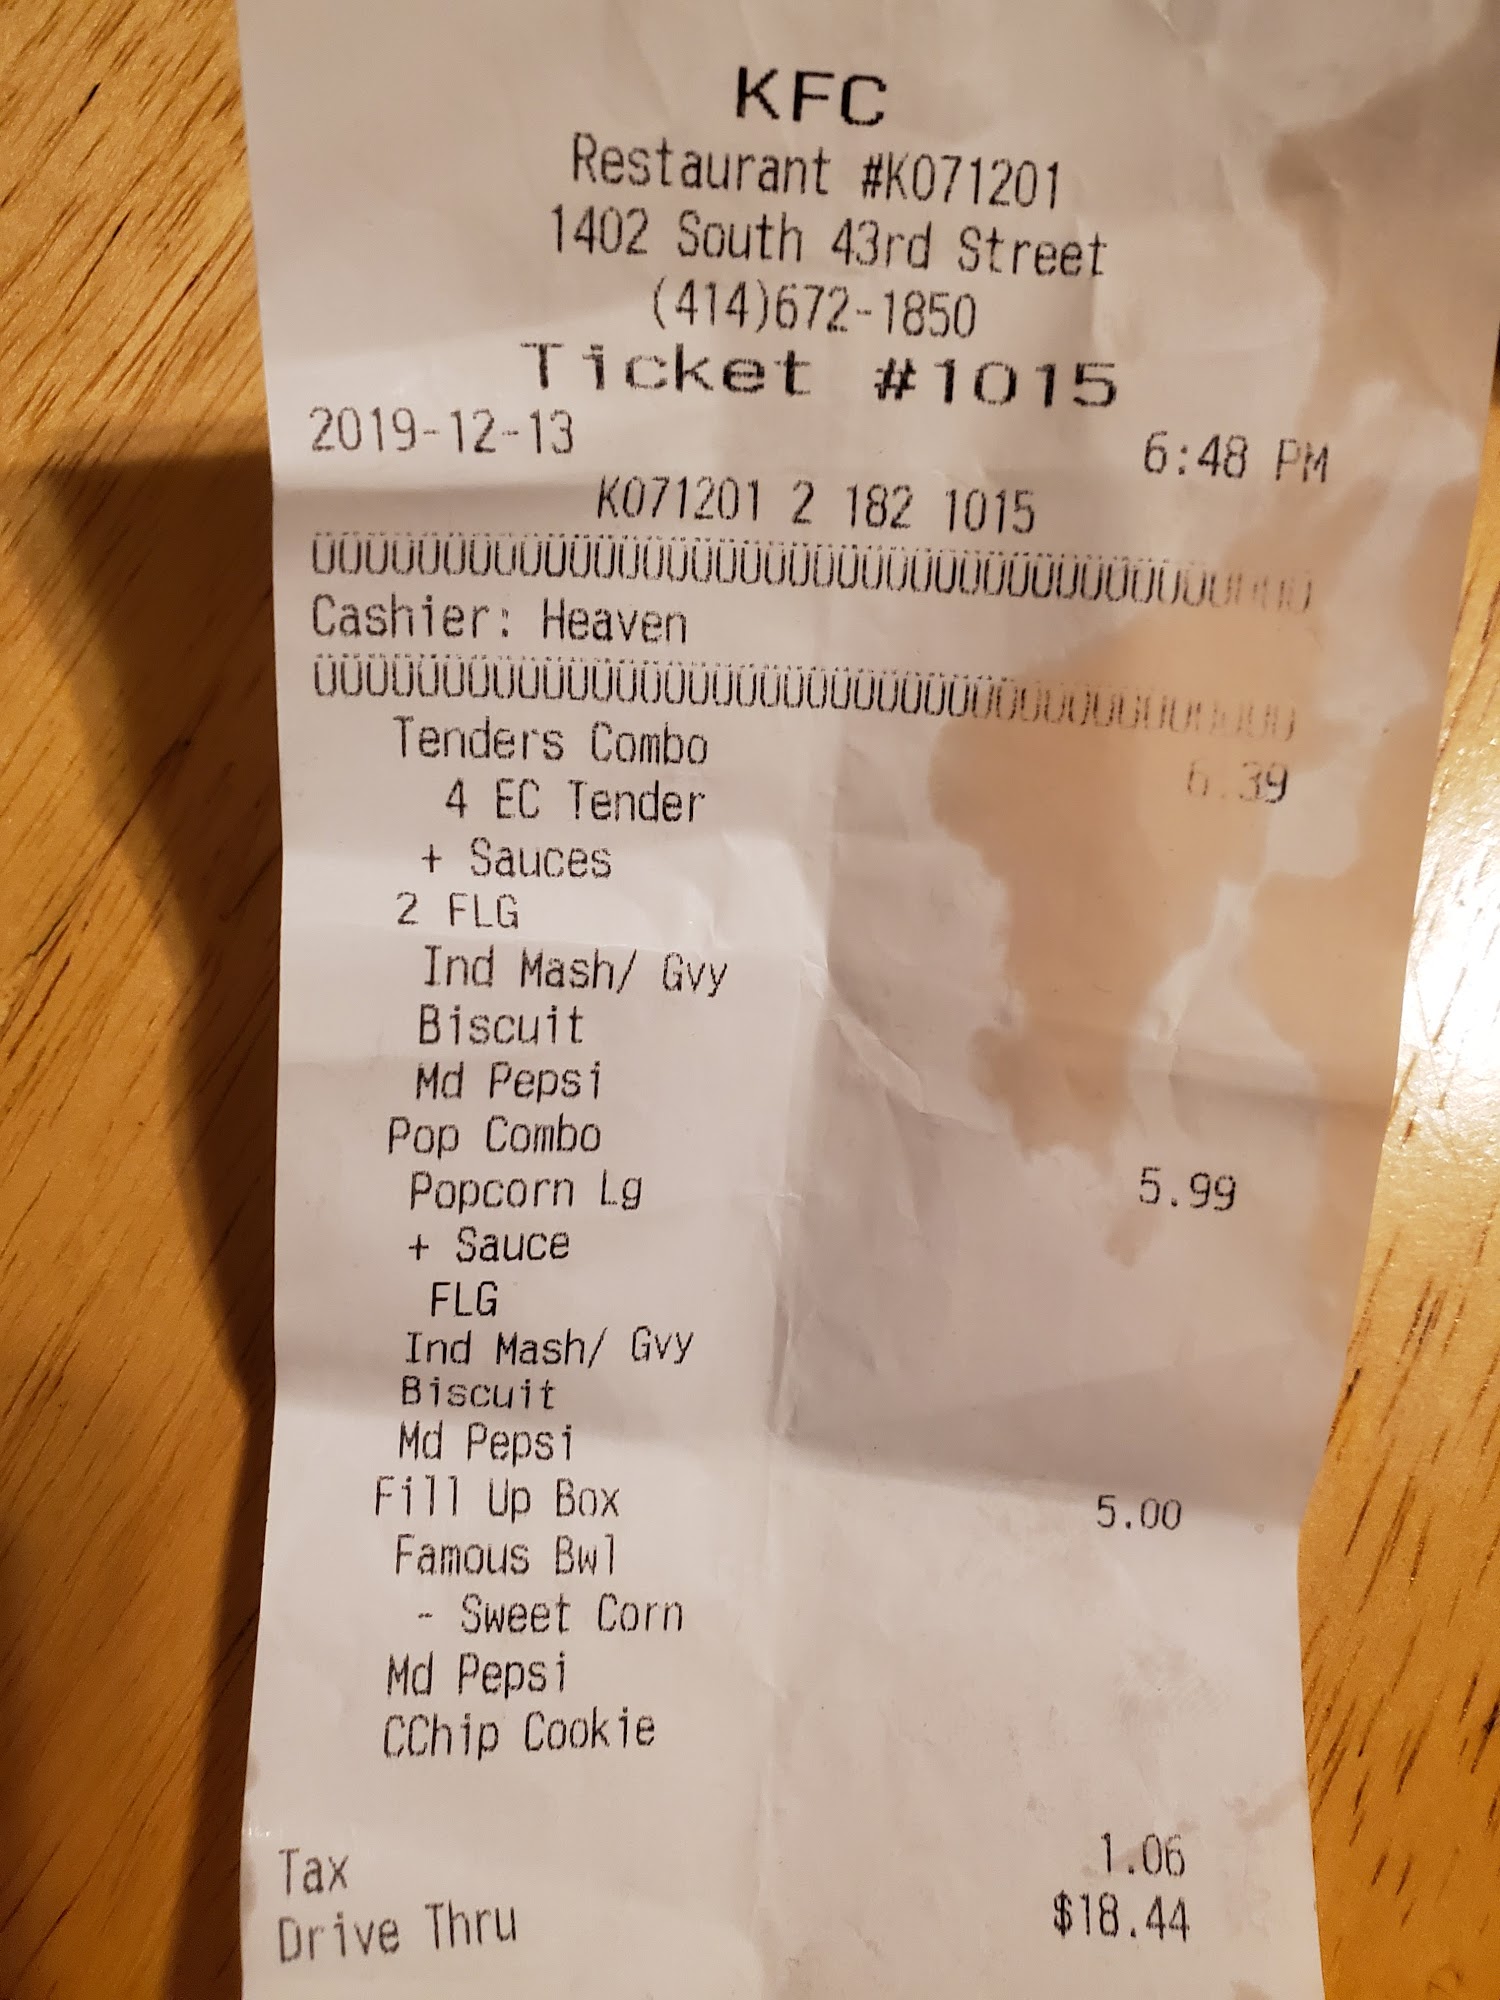 KFC
Restaurant #K071201
1402 South 43rd Street
(414)672-1850
Ticket #1015
2019-12-13 6:48 PM
K071201 2 182 1015
ÜÜÜÜÜÜÜÜÜÜÜÜÜÜÜÜÜÜÜÜÜÜÜÜÜÜÜÜÜÜÜÜÜÜÜÜÜÜÜÜ
Cashier: Heaven
ÜÜÜÜÜÜÜÜÜÜÜÜÜÜÜÜÜÜÜÜÜÜÜÜÜÜÜÜÜÜÜÜÜÜÜÜÜÜÜÜ
Tenders Combo 6.39
4 EC Tender
+ Sauces
2 FLG
Ind Mash/ Gvy
Biscuit
Md Pepsi
Pop Combo 5.99
Popcorn Lg
+ Sauce
FLG
Ind Mash/ Gvy
Biscuit
Md Pepsi
Fill Up Box 5.00
Famous Bwl
- Sweet Corn
Md Pepsi
CChip Cookie
Tax 1.06
Drive Thru $18.44